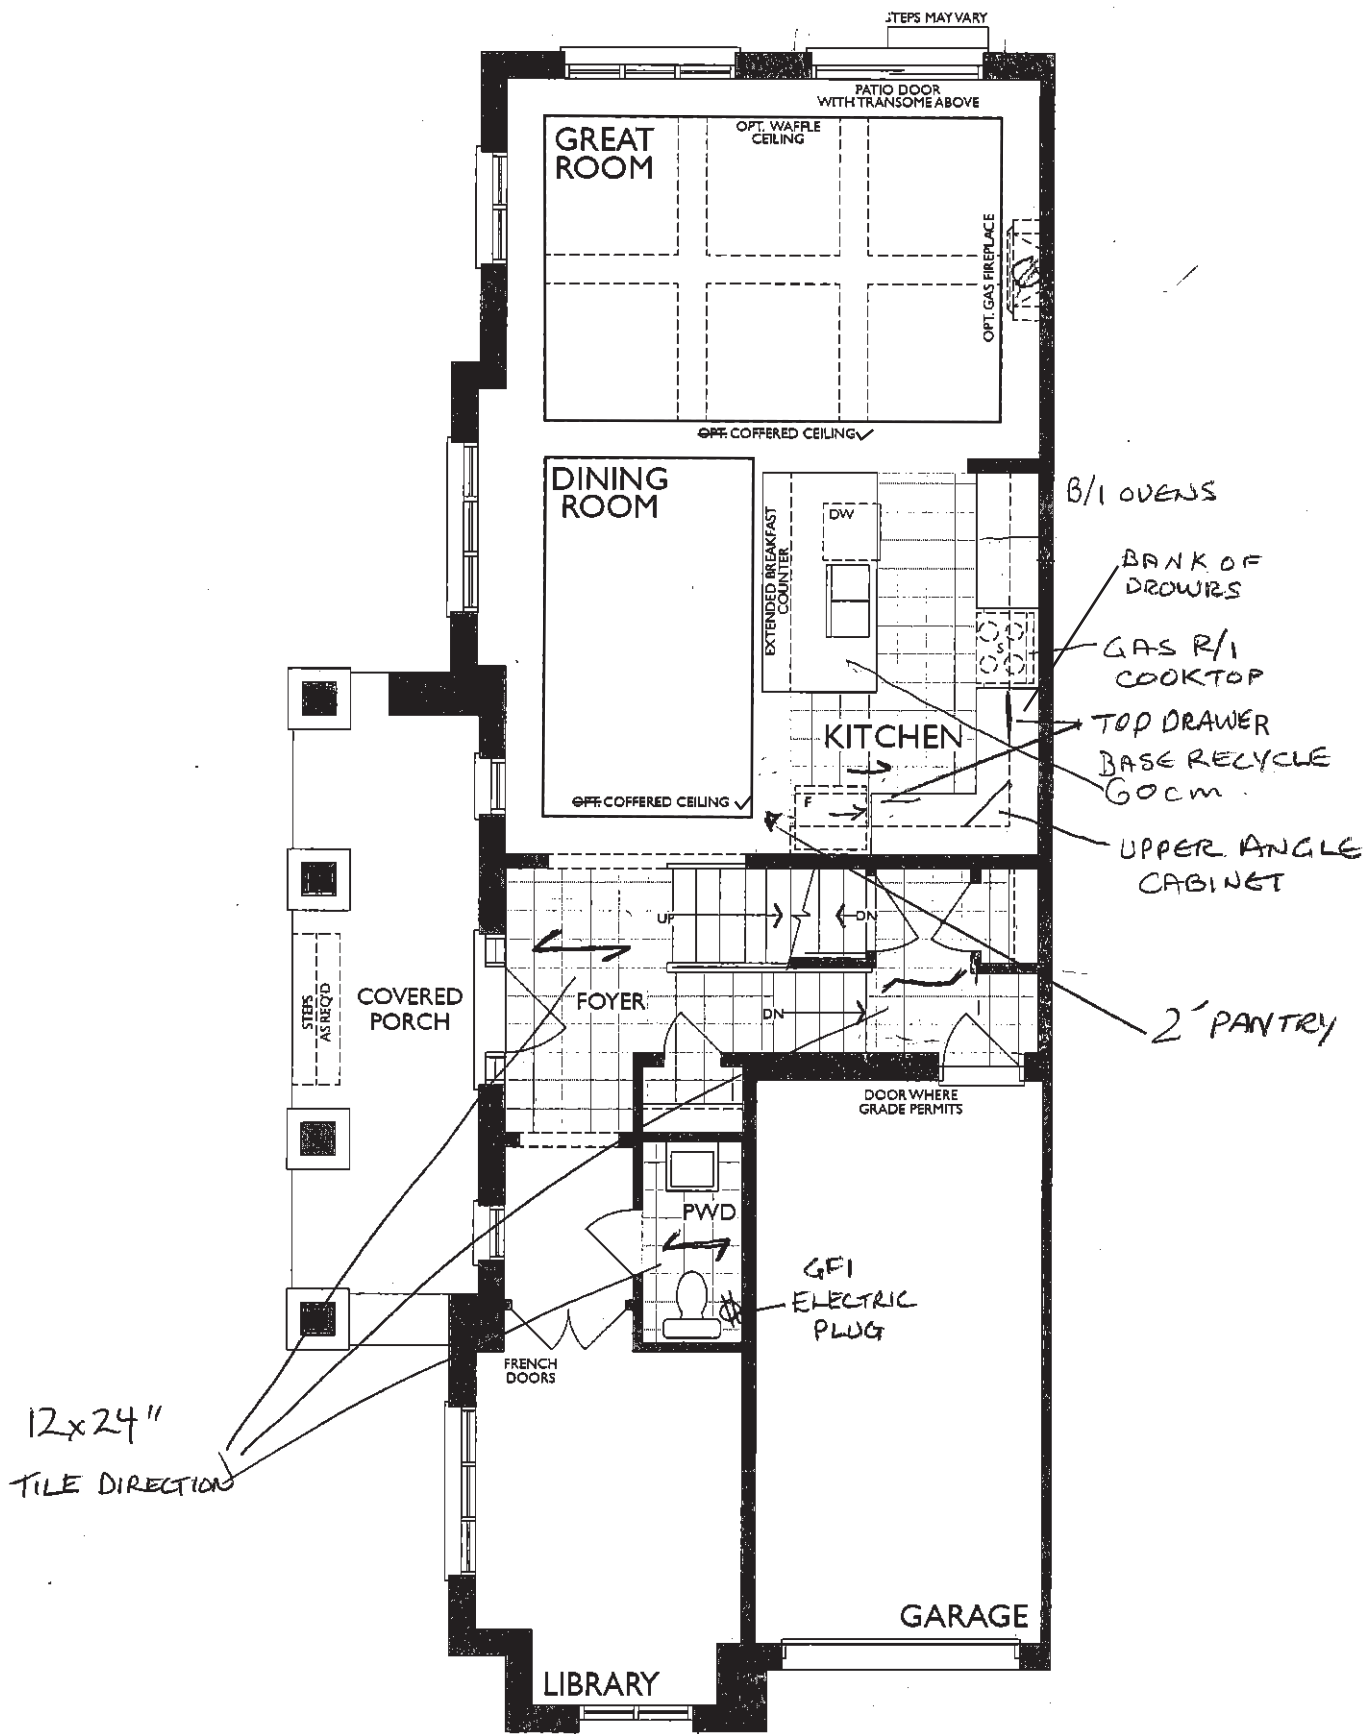 STEPS MAY VARY
PATIO DOOR
WITH TRANSOME ABOVE
GREAT
ROOM
OPT. WAFFLE
CEILING
OPT. GAS FIREPLACE
OPT. COFFERED CEILING ✓
DINING
ROOM
EXTENDED BREAKFAST
COUNTER
DW
B/I OVENS
BANK OF
DROWRS
S
GAS R/I
COOKTOP
KITCHEN
TOP DRAWER
BASE RECYCLE
60cm.
F
OPT. COFFERED CEILING ✓
UPPER ANGLE
CABINET
UP
DN
STEPS
AS REQ'D
COVERED
PORCH
FOYER
DN
2' PANTRY
DOOR WHERE
GRADE PERMITS
PWD
GFI
ELECTRIC
PLUG
FRENCH
DOORS
12x24"
TILE DIRECTION
GARAGE
LIBRARY